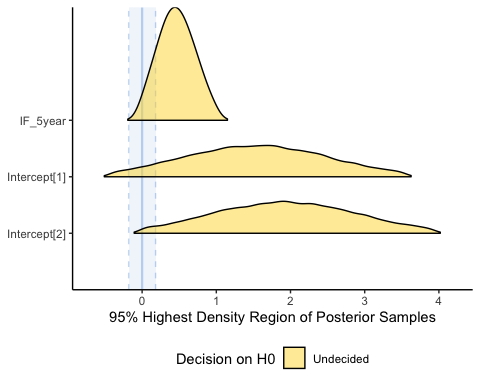 IF_5year
Intercept[1]
Intercept[2]
0 1 2 3 4
95% Highest Density Region of Posterior Samples
Decision on H0 Undecided